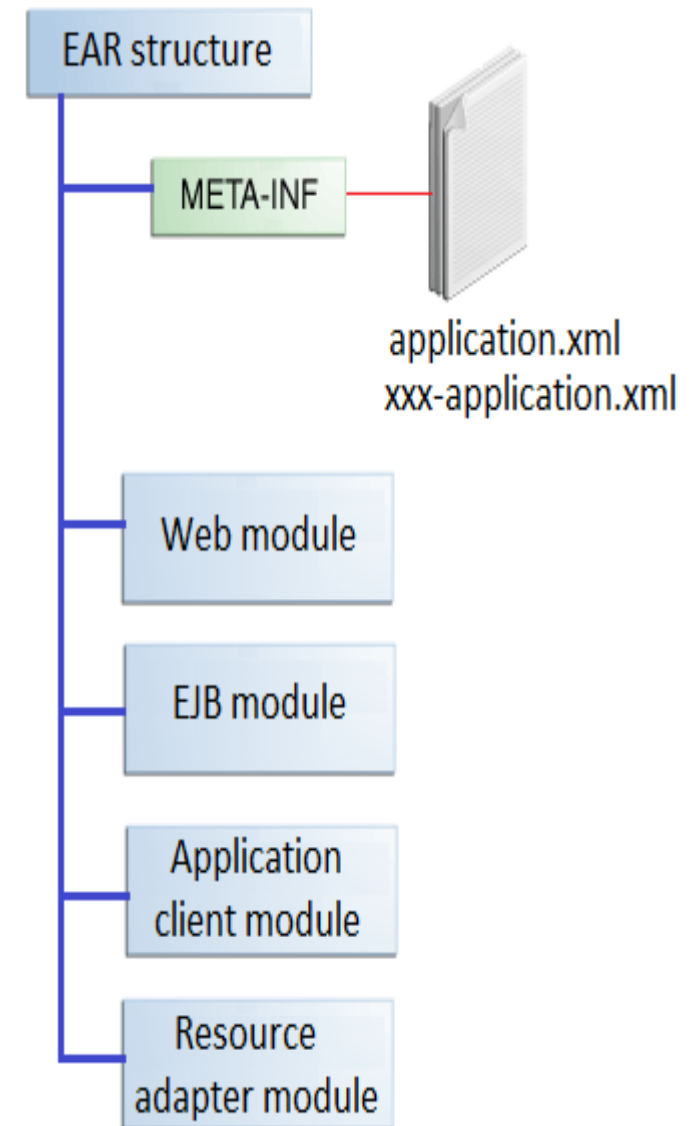 EAR structure
META-INF
application.xml
xxx-application.xml
Web module
EJB module
Application
client module
Resource
adapter module